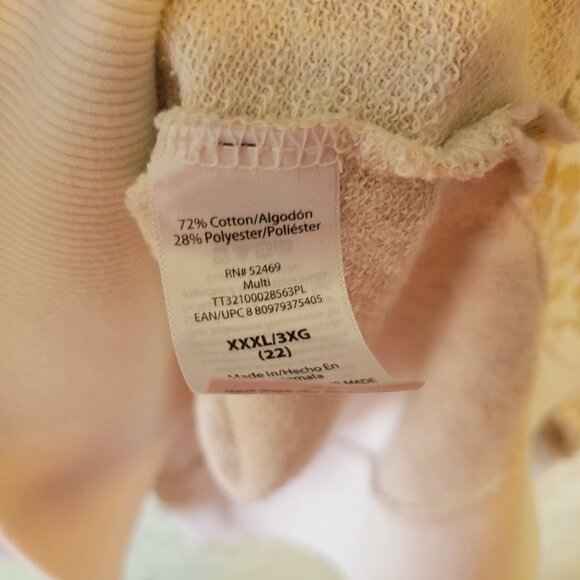 72% Cotton/Algodón
28% Polyester/Poliéster
RN# 52469
Multi
TT32100028563PL
EAN/UPC 8 80979375405
XXXL/3XG
(22)
Made In/Hecho En
MADE